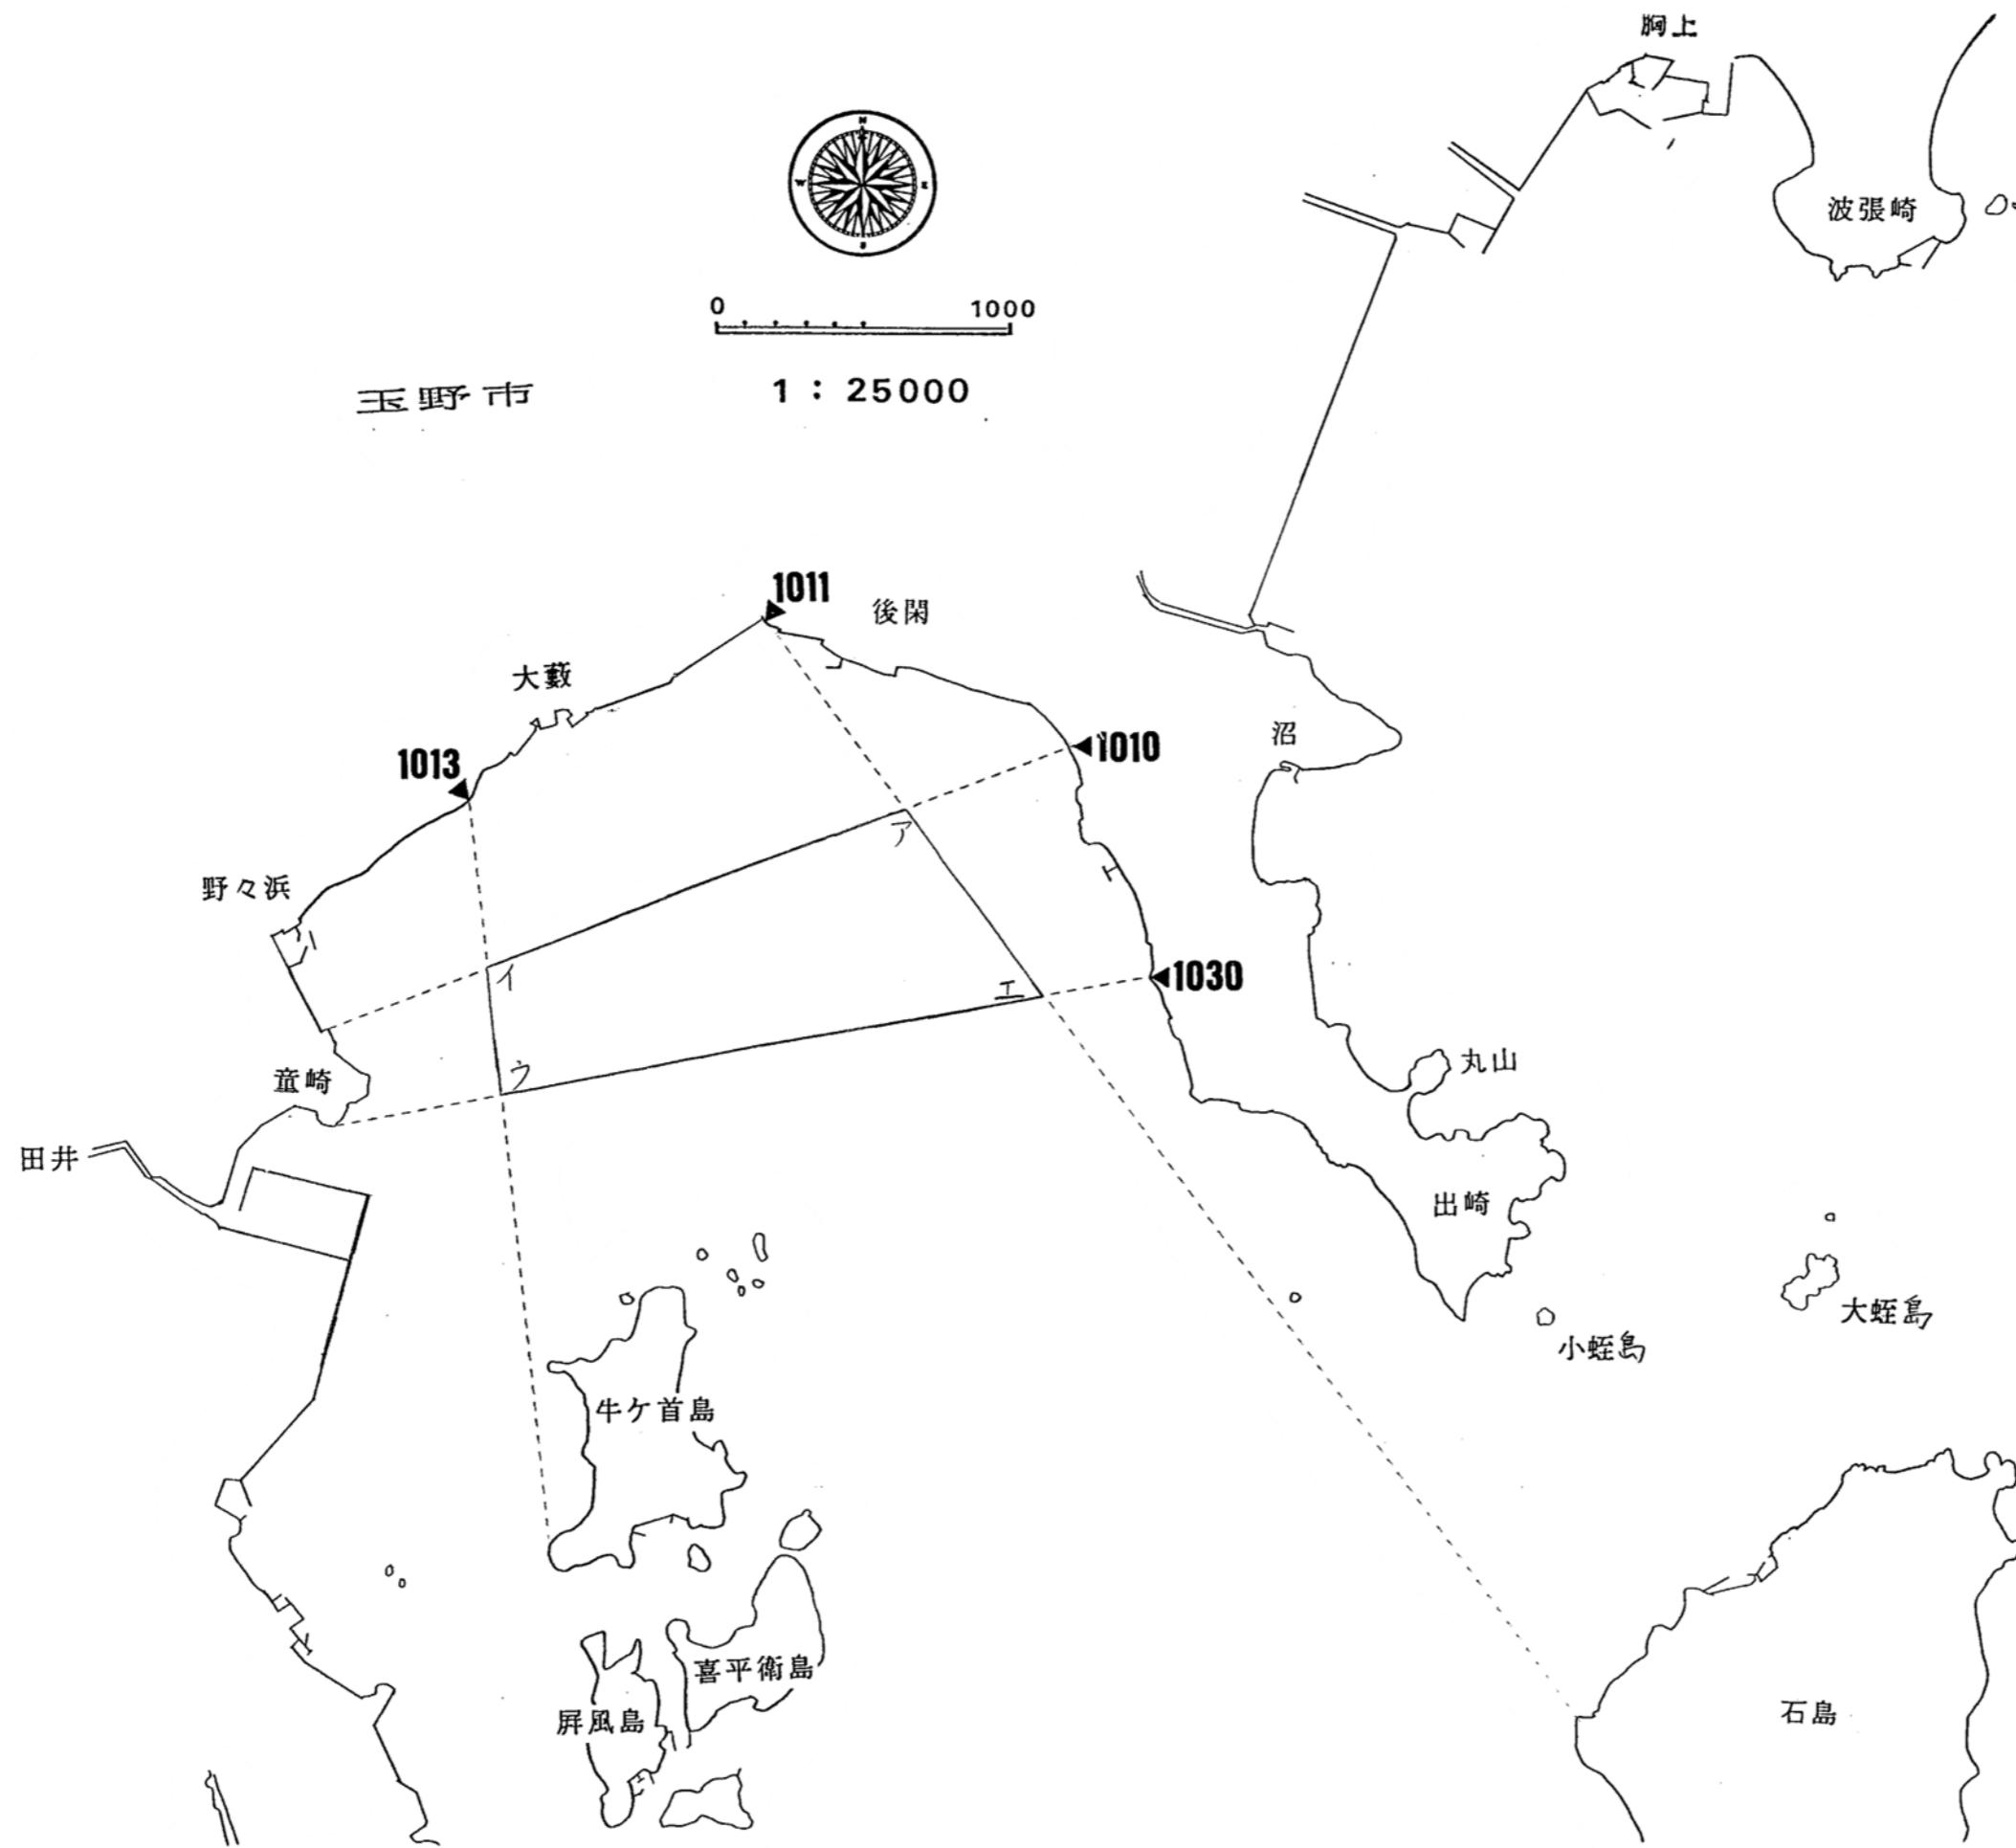 胸上
N
W
E
S
波張崎
0 1000
玉野市
1 : 25000
1011
後閑
大藪
沼
1013
1010
ア
野々浜
イ
エ
1030
ウ
童崎
丸山
田井
出崎
大蛭島
小蛭島
牛ケ首島
喜平衛島
屏風島
石島